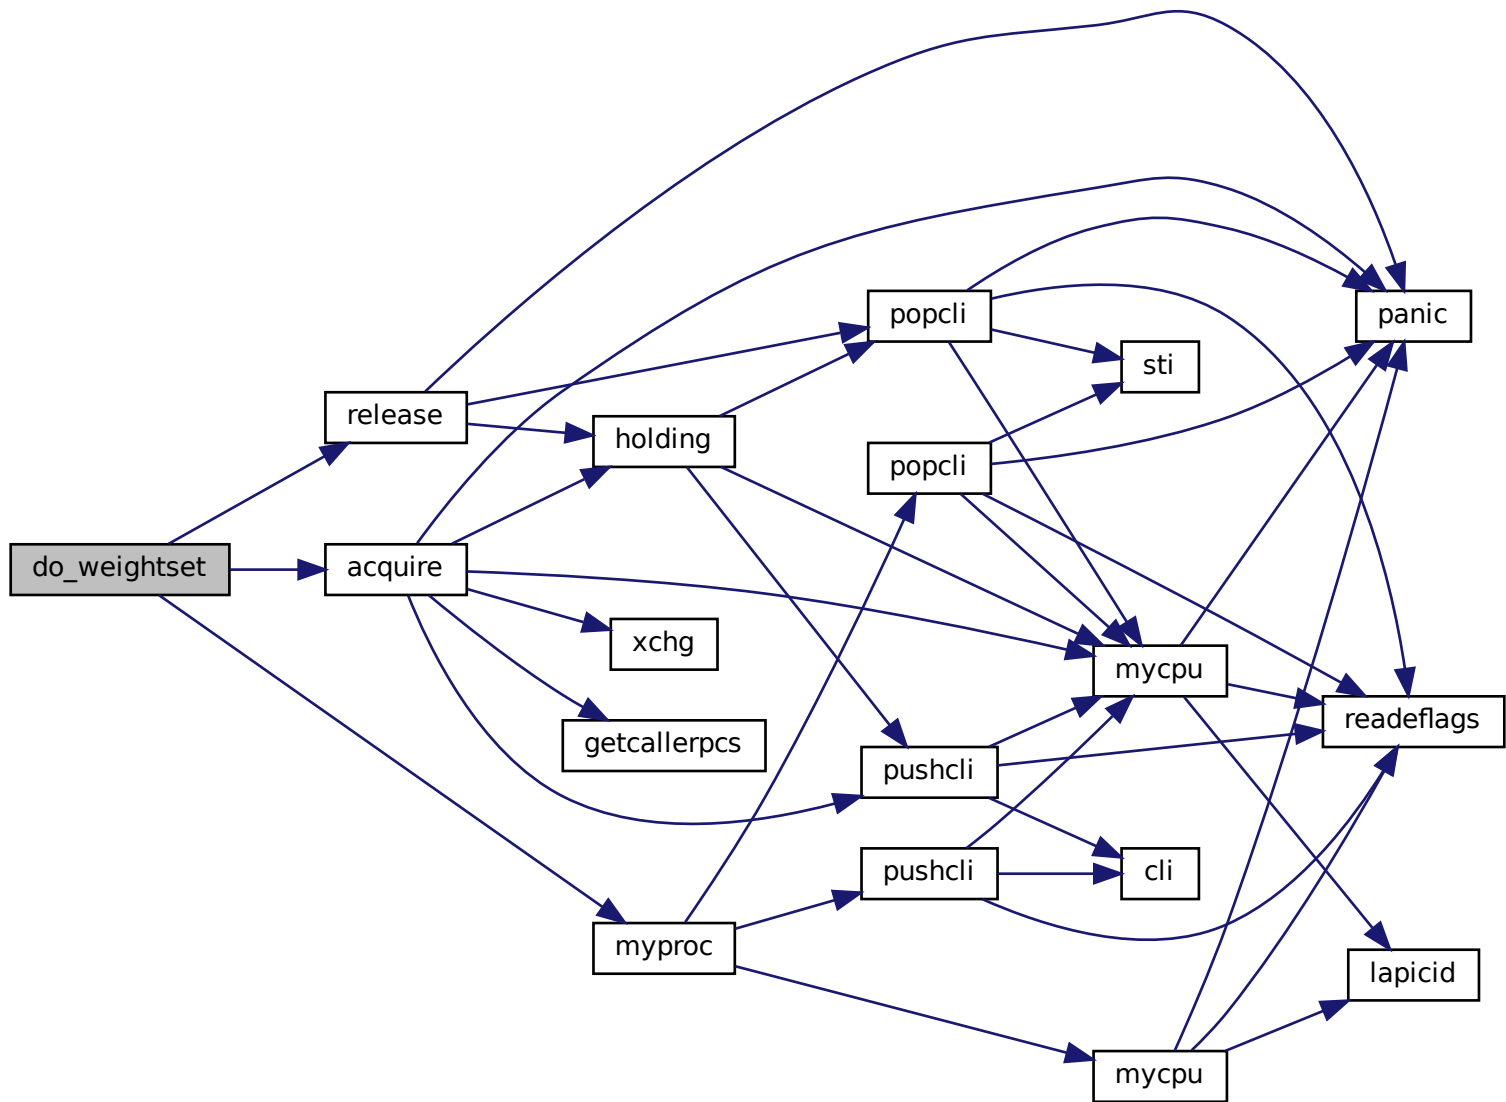 do_weightset
release
acquire
holding
xchg
getcallerpcs
myproc
popcli
popcli
pushcli
pushcli
sti
mycpu
cli
mycpu
panic
readeflags
lapicid